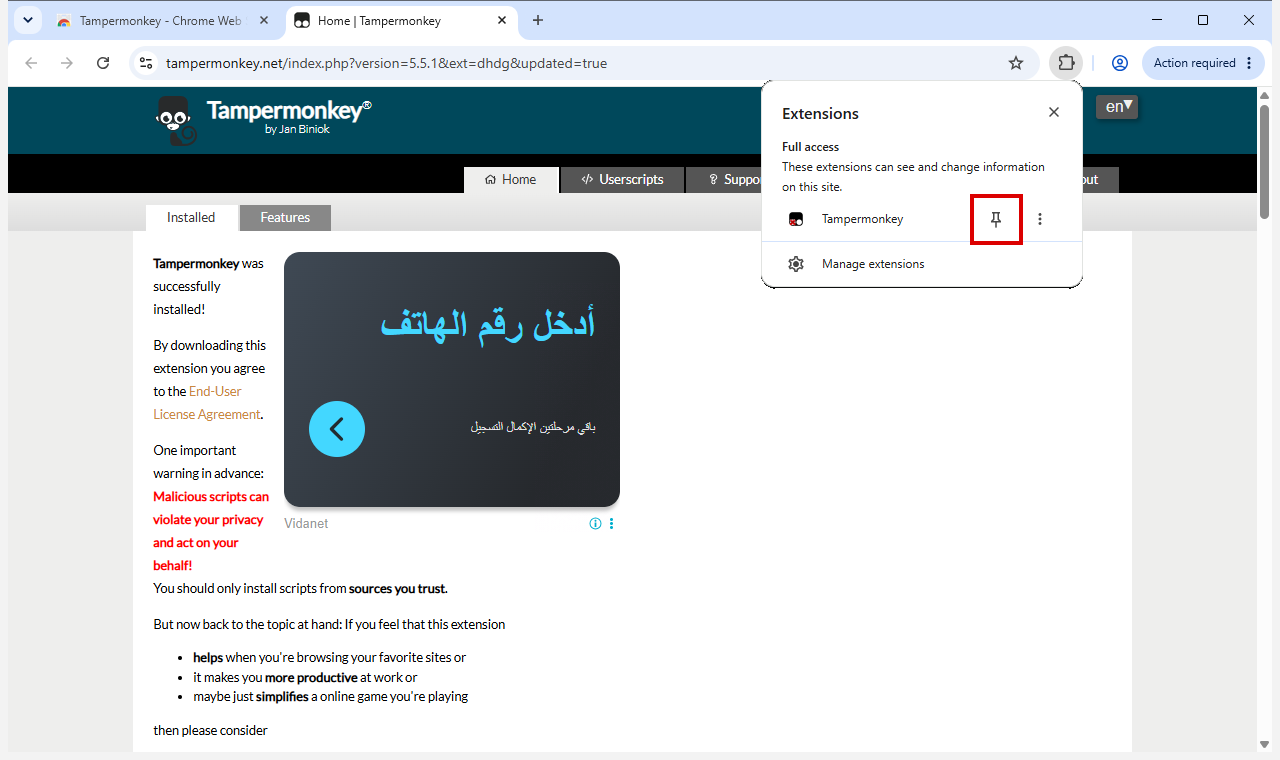 Tampermonkey - Chrome Web
Home | Tampermonkey
tampermonkey.net/index.php?version=5.5.1&ext=dhdg&updated=true
Action required
Tampermonkey®
by Jan Biniok
en
Home
Userscripts
Suppo
out
Installed
Features
Extensions
Full access
These extensions can see and change information
on this site.
Tampermonkey
Manage extensions
Tampermonkey was
successfully
installed!
By downloading this
extension you agree
to the End-User
License Agreement.
One important
warning in advance:
Malicious scripts can
violate your privacy
and act on your
behalf!
أدخل رقم الهاتف
باقي مرحلتين الإكمال التسجيل
Vidanet
You should only install scripts from sources you trust.
But now back to the topic at hand: If you feel that this extension
helps when you're browsing your favorite sites or
it makes you more productive at work or
maybe just simplifies a online game you're playing
then please consider